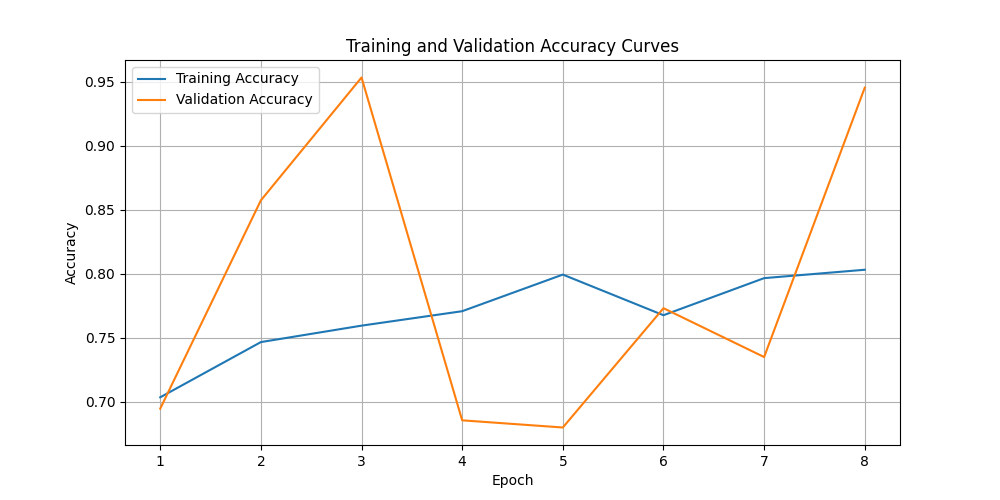 Training and Validation Accuracy Curves
Training Accuracy
Validation Accuracy
0.95
0.90
0.85
0.80
0.75
0.70
Accuracy
1 2 3 4 5 6 7 8
Epoch